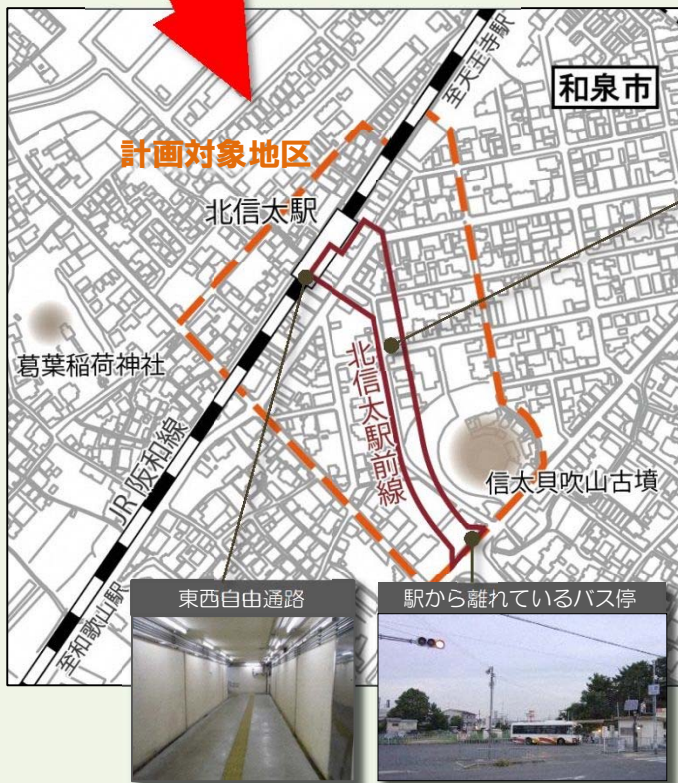 至天王寺駅
和泉市
計画対象地区
北信太駅
葛葉稲荷神社
北信太駅前線
JR 阪和線
信太貝吹山古墳
至和歌山駅
東西自由通路
駅から離れているバス停